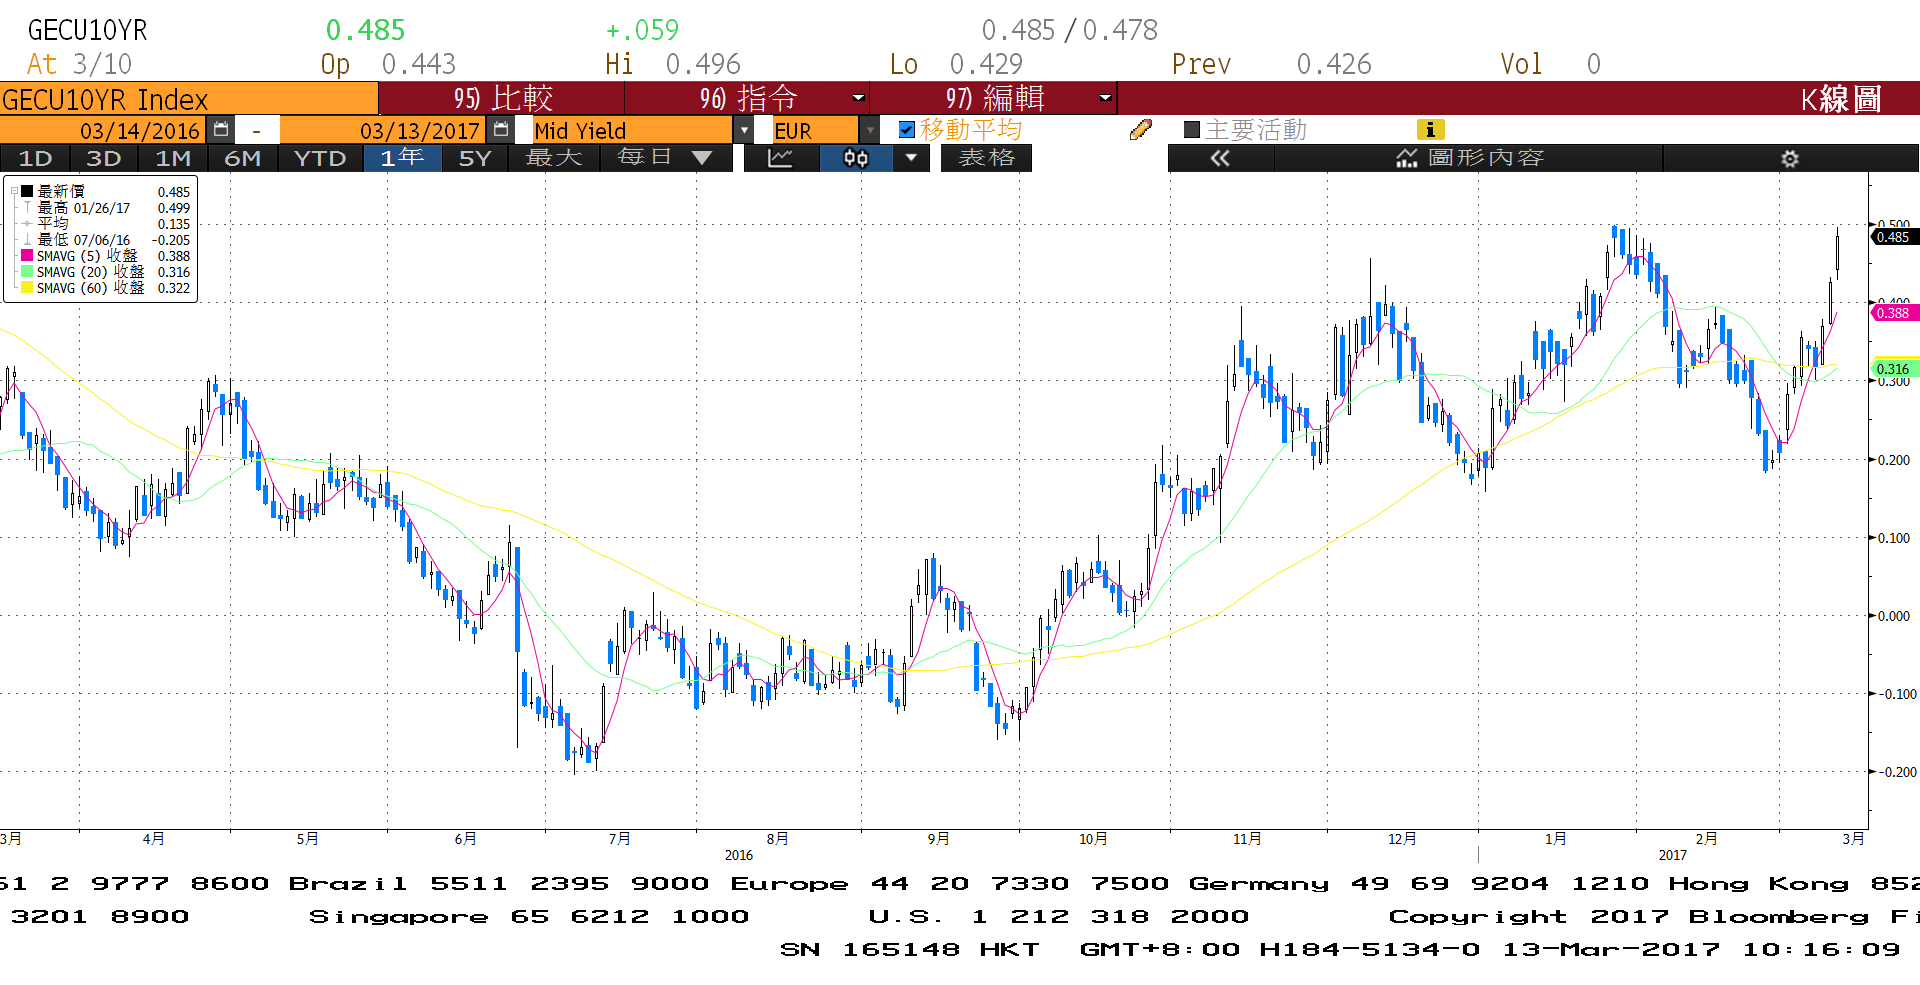 GECU10YR 0.485 +.059 0.485 / 0.478
At 3/10 Op 0.443 Hi 0.496 Lo 0.429 Prev 0.426 Vol 0
GECU10YR Index 95) 比較 96) 指令 97) 編輯 K線圖
03/14/2016 - 03/13/2017 Mid Yield EUR 移動平均 主要活動
1D 3D 1M 6M YTD 1年 5Y 最大 每日 表格 圖形內容
最新價 0.485
最高 01/26/17 0.499
平均 0.135
最低 07/06/16 -0.205
SMAVG (5) 收盤 0.388
SMAVG (20) 收盤 0.316
SMAVG (60) 收盤 0.322
0.500
0.485
0.400
0.388
0.316
0.300
0.200
0.100
0.000
-0.100
-0.200
3月 4月 5月 6月 7月 8月 9月 10月 11月 12月 1月 2月 3月
2016 2017
61 2 9777 8600 Brazil 5511 2395 9000 Europe 44 20 7330 7500 Germany 49 69 9204 1210 Hong Kong 852
3201 8900 Singapore 65 6212 1000 U.S. 1 212 318 2000 Copyright 2017 Bloomberg Fi
SN 165148 HKT GMT+8:00 H184-5134-0 13-Mar-2017 10:16:09